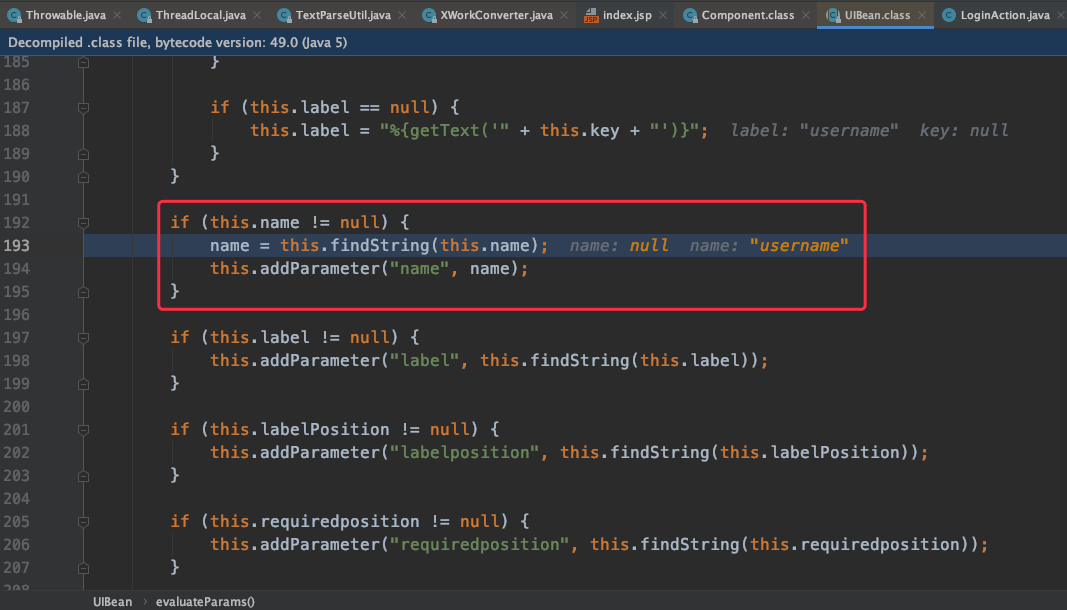 Throwable.java × ThreadLocal.java × TextParseUtil.java × XWorkConverter.java × index.jsp × Component.class × UIBean.class × LoginAction.java ×
Decompiled .class file, bytecode version: 49.0 (Java 5)
185 }
186
187 if (this.label == null) {
188 this.label = "%{getText('" + this.key + "')}"; label: "username" key: null
189 }
190 }
191
192 if (this.name != null) {
193 name = this.findString(this.name); name: null name: "username"
194 this.addParameter("name", name);
195 }
196
197 if (this.label != null) {
198 this.addParameter("label", this.findString(this.label));
199 }
200
201 if (this.labelPosition != null) {
202 this.addParameter("labelposition", this.findString(this.labelPosition));
203 }
204
205 if (this.requiredposition != null) {
206 this.addParameter("requiredposition", this.findString(this.requiredposition));
207 }
208
UIBean › evaluateParams()